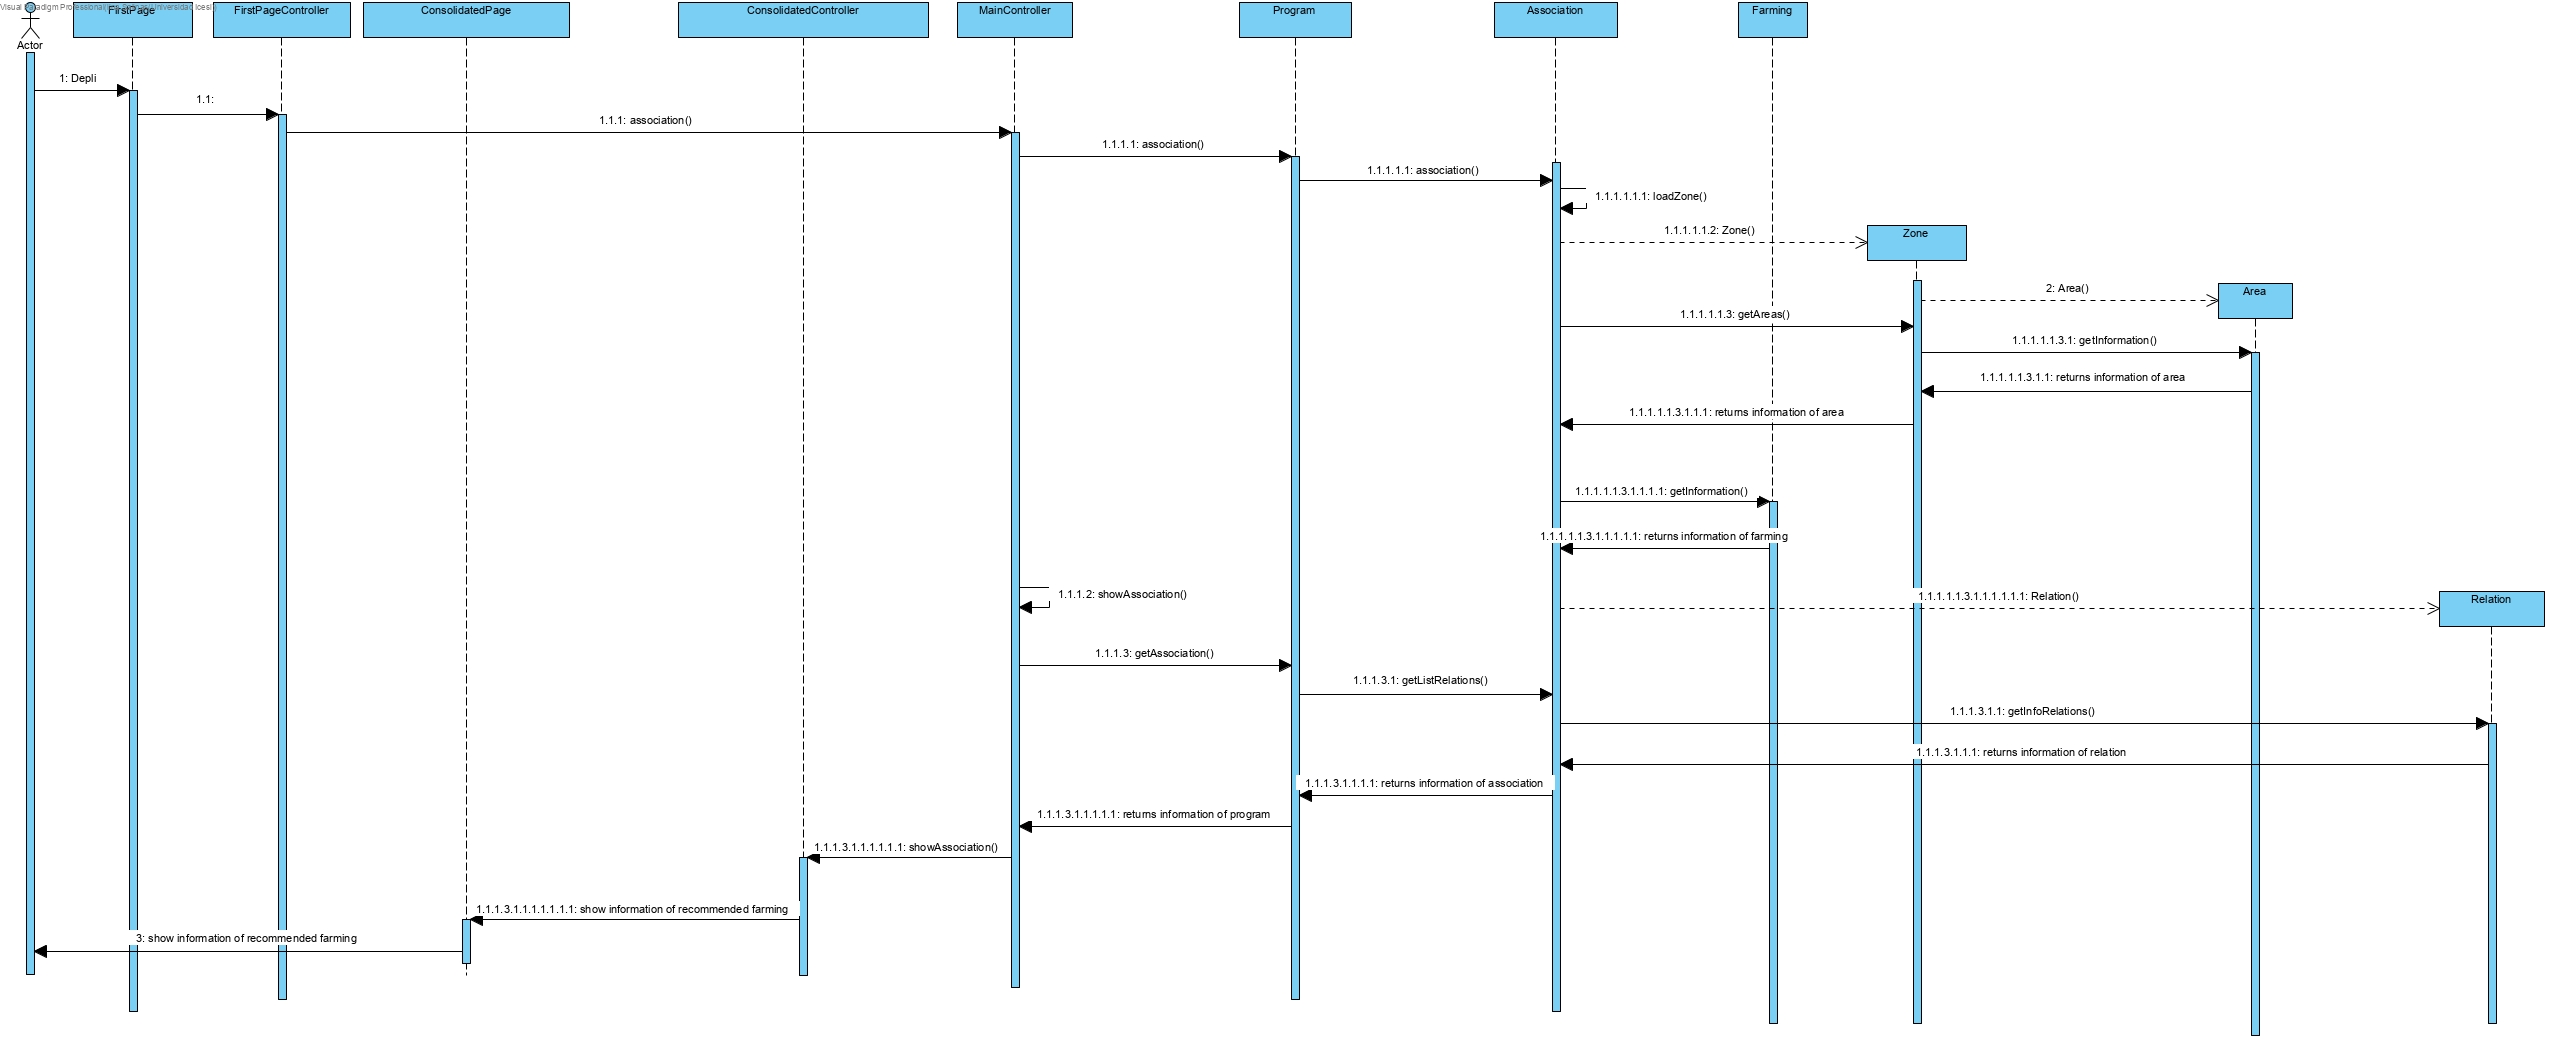 Visual Paradigm Professional
FirstPage
FirstPageController
ConsolidatedPage
ConsolidatedController
MainController
Program
Association
Farming
Actor
1: Depli
1.1:
1.1.1: association()
1.1.1.1: association()
1.1.1.1.1: association()
1.1.1.1.1.1: loadZone()
1.1.1.1.1.2: Zone()
Zone
2: Area()
Area
1.1.1.1.1.3: getAreas()
1.1.1.1.1.3.1: getInformation()
1.1.1.1.1.3.1.1: returns information of area
1.1.1.1.1.3.1.1.1: returns information of area
1.1.1.1.1.3.1.1.1.1: getInformation()
1.1.1.1.1.3.1.1.1.1.1: returns information of farming
1.1.1.2: showAssociation()
1.1.1.1.1.3.1.1.1.1.1.1: Relation()
Relation
1.1.1.3: getAssociation()
1.1.1.3.1: getListRelations()
1.1.1.3.1.1: getInfoRelations()
1.1.1.3.1.1.1: returns information of relation
1.1.1.3.1.1.1.1: returns information of association
1.1.1.3.1.1.1.1.1: returns information of program
1.1.1.3.1.1.1.1.1.1: showAssociation()
1.1.1.3.1.1.1.1.1.1.1: show information of recommended farming
3: show information of recommended farming